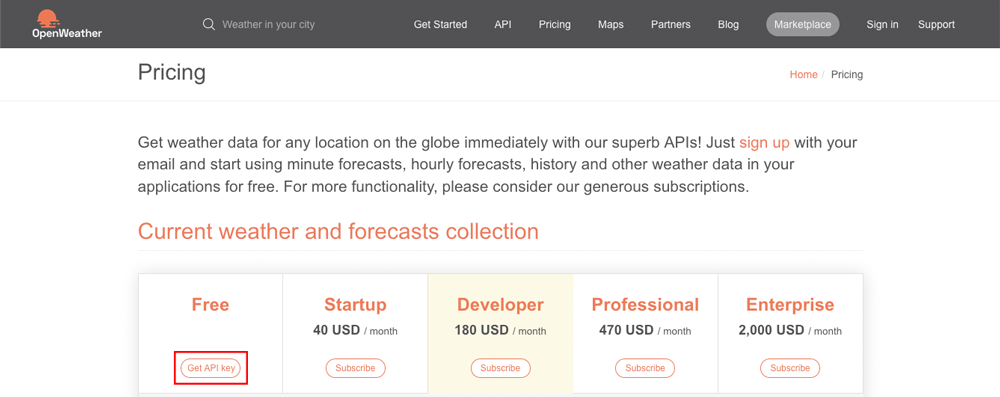 OpenWeather
Weather in your city
Get Started
API
Pricing
Maps
Partners
Blog
Marketplace
Sign in
Support
Pricing
Home / Pricing
Get weather data for any location on the globe immediately with our superb APIs! Just sign up with your
email and start using minute forecasts, hourly forecasts, history and other weather data in your
applications for free. For more functionality, please consider our generous subscriptions.
Current weather and forecasts collection
Free
Get API key
Startup
40 USD / month
Subscribe
Developer
180 USD / month
Subscribe
Professional
470 USD / month
Subscribe
Enterprise
2,000 USD / month
Subscribe